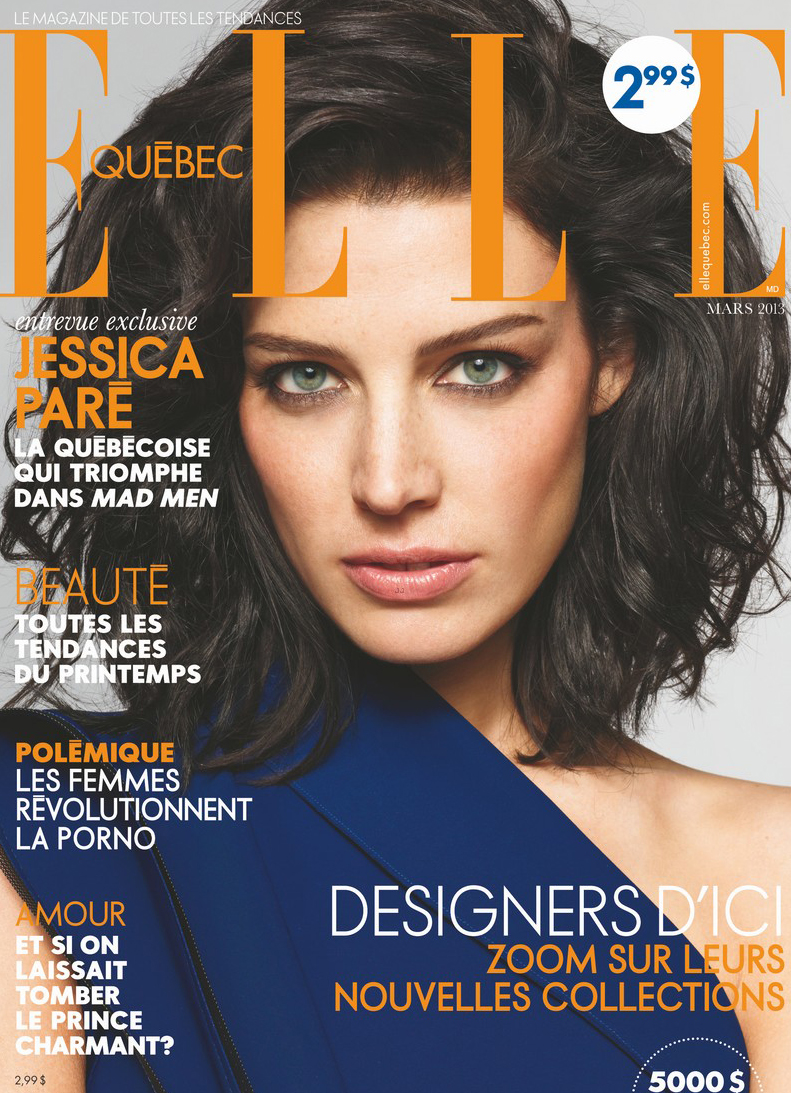 LE MAGAZINE DE TOUTES LES TENDANCES
ELLE
QUÉBEC
2⁹⁹$
ellequebec.com
MD
MARS 2013
entrevue exclusive
JESSICA
PARÉ
LA QUÉBÉCOISE
QUI TRIOMPHE
DANS MAD MEN
BEAUTÉ
TOUTES LES
TENDANCES
DU PRINTEMPS
POLÉMIQUE
LES FEMMES
RÉVOLUTIONNENT
LA PORNO
AMOUR
ET SI ON
LAISSAIT
TOMBER
LE PRINCE
CHARMANT?
2,99 $
DESIGNERS D'ICI
ZOOM SUR LEURS
NOUVELLES COLLECTIONS
5000 $